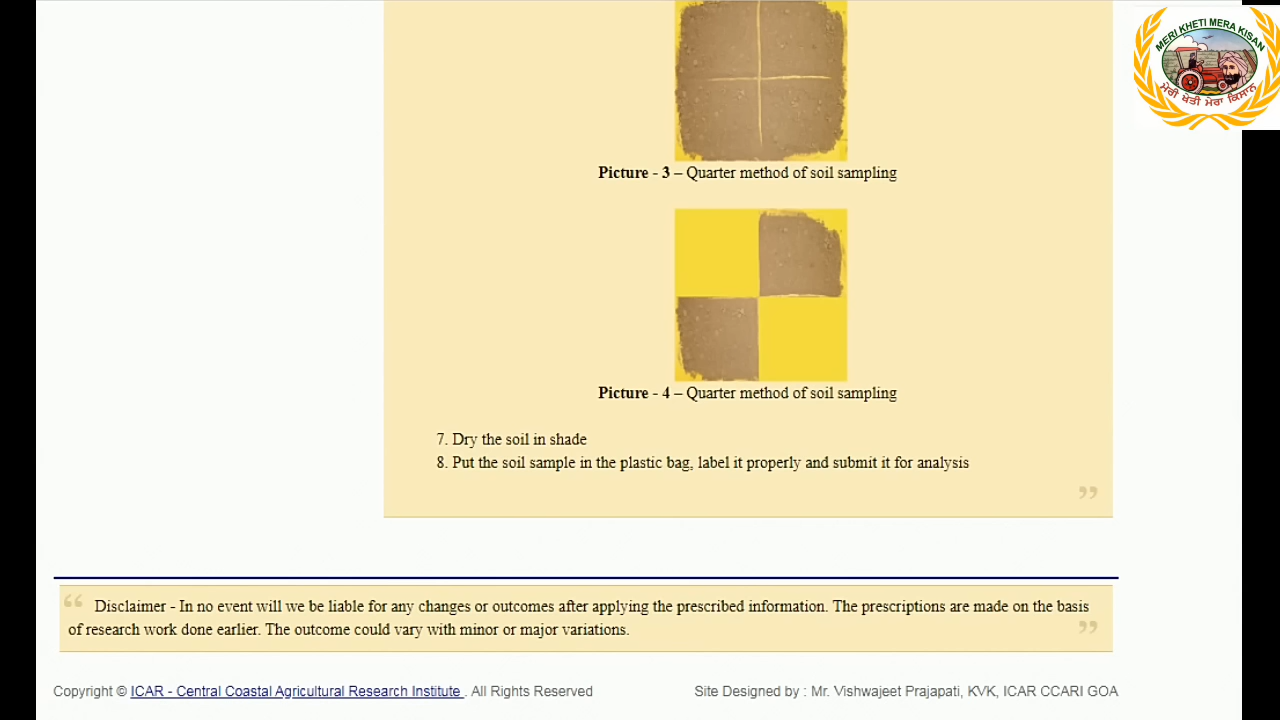 MERI KHETI MERA KISAN
ਮੇਰੀ ਖੇਤੀ ਮੇਰਾ ਕਿਸਾਨ
Picture - 3 – Quarter method of soil sampling
Picture - 4 – Quarter method of soil sampling
7. Dry the soil in shade
8. Put the soil sample in the plastic bag, label it properly and submit it for analysis
”
“ Disclaimer - In no event will we be liable for any changes or outcomes after applying the prescribed information. The prescriptions are made on the basis
of research work done earlier. The outcome could vary with minor or major variations. ”
Copyright © ICAR - Central Coastal Agricultural Research Institute . All Rights Reserved
Site Designed by : Mr. Vishwajeet Prajapati, KVK, ICAR CCARI GOA